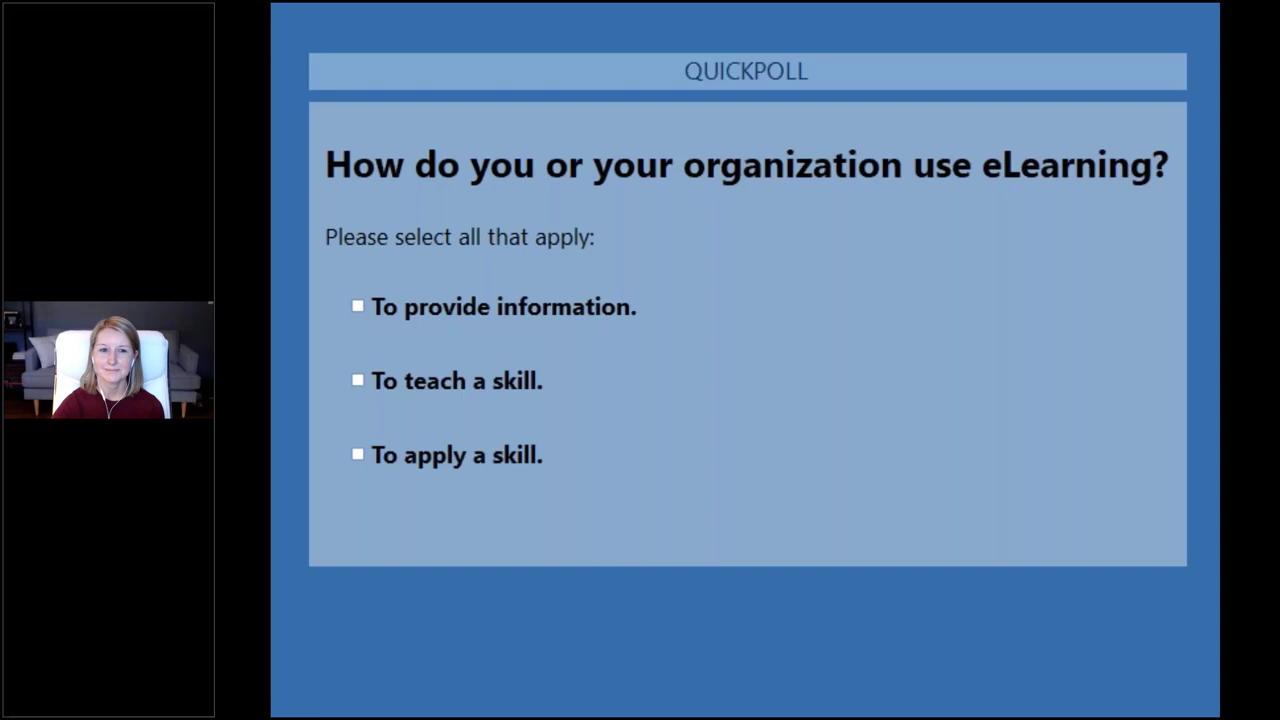 QUICKPOLL
How do you or your organization use eLearning?
Please select all that apply:
To provide information.
To teach a skill.
To apply a skill.